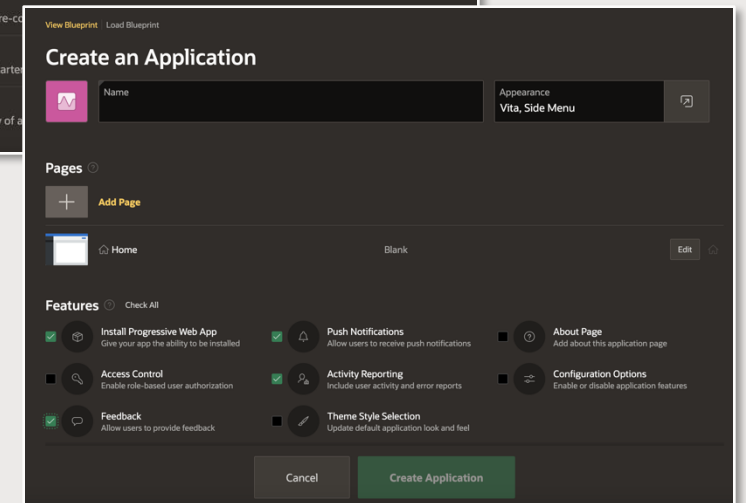 re-co
arter
of a
View Blueprint | Load Blueprint
Create an Application
Name
Appearance
Vita, Side Menu
Pages ?
Add Page
Home
Blank
Edit
Features ? Check All
Install Progressive Web App
Give your app the ability to be installed
Push Notifications
Allow users to receive push notifications
About Page
Add about this application page
Access Control
Enable role-based user authorization
Activity Reporting
Include user activity and error reports
Configuration Options
Enable or disable application features
Feedback
Allow users to provide feedback
Theme Style Selection
Update default application look and feel
Cancel
Create Application